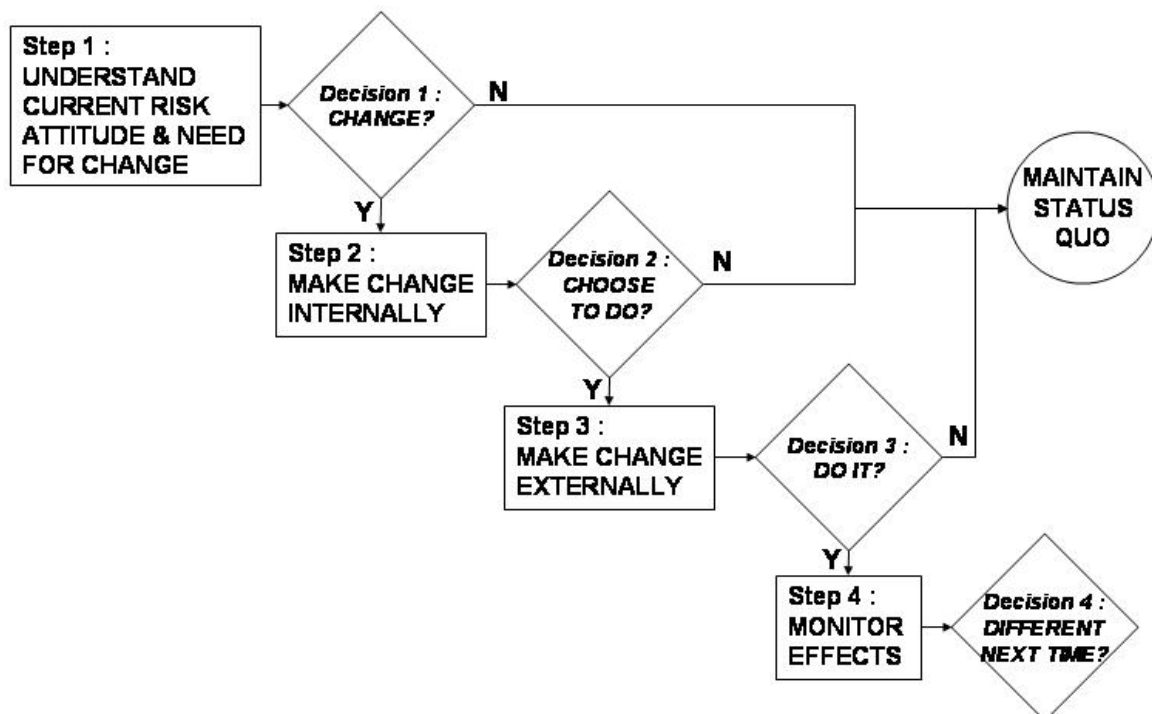 Step 1 :
UNDERSTAND
CURRENT RISK
ATTITUDE & NEED
FOR CHANGE
Decision 1 :
CHANGE?
N
Y
MAINTAIN
STATUS
QUO
Step 2 :
MAKE CHANGE
INTERNALLY
Decision 2 :
CHOOSE
TO DO?
N
Y
Step 3 :
MAKE CHANGE
EXTERNALLY
Decision 3 :
DO IT?
N
Y
Step 4 :
MONITOR
EFFECTS
Decision 4 :
DIFFERENT
NEXT TIME?